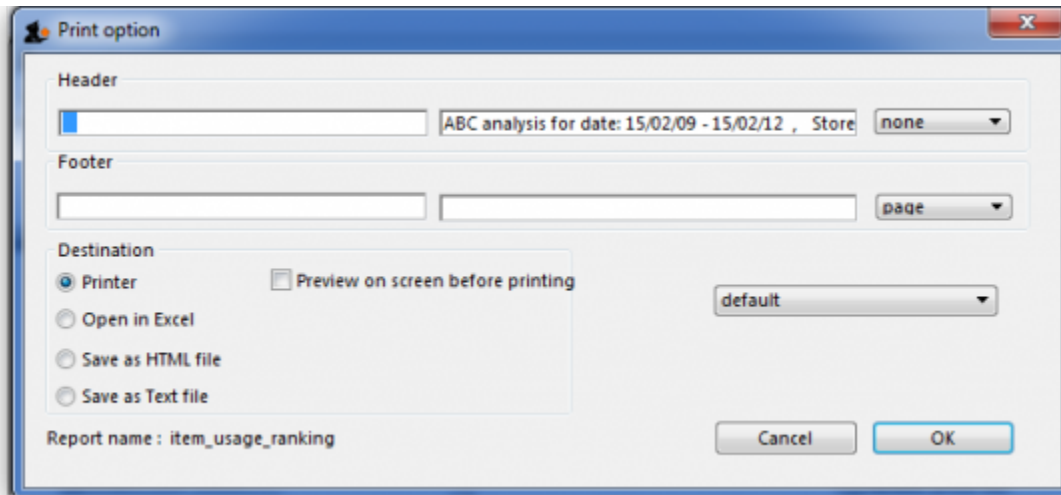 Print option
Header
ABC analysis for date: 15/02/09 - 15/02/12 , Store none
Footer
page
Destination
Printer Preview on screen before printing
default
Open in Excel
Save as HTML file
Save as Text file
Report name : item_usage_ranking Cancel OK